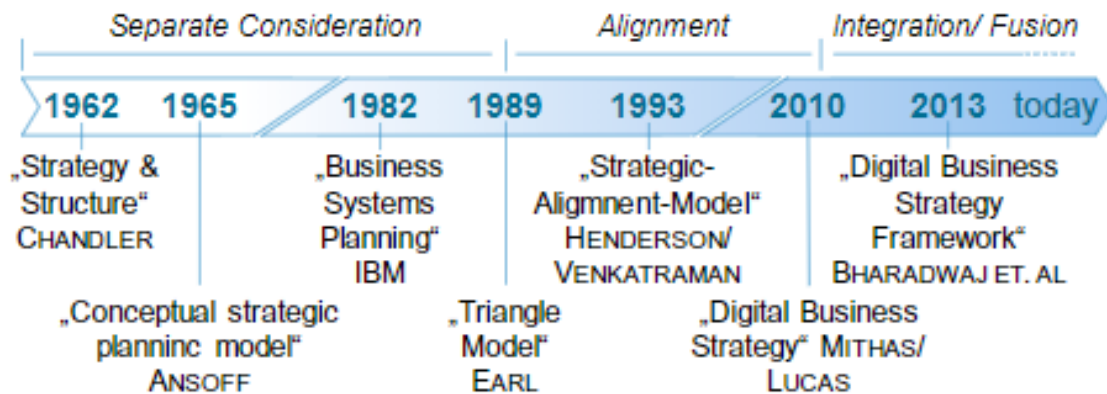 Separate Consideration Alignment Integration/ Fusion
1962 1965 1982 1989 1993 2010 2013 today
„Strategy &
Structure“
CHANDLER
„Business
Systems
Planning“
IBM
„Strategic-
Aligmnent-Model“
HENDERSON/
VENKATRAMAN
„Digital Business
Strategy
Framework“
BHARADWAJ ET. AL
„Conceptual strategic
planninc model“
ANSOFF
„Triangle
Model“
EARL
„Digital Business
Strategy“ MITHAS/
LUCAS